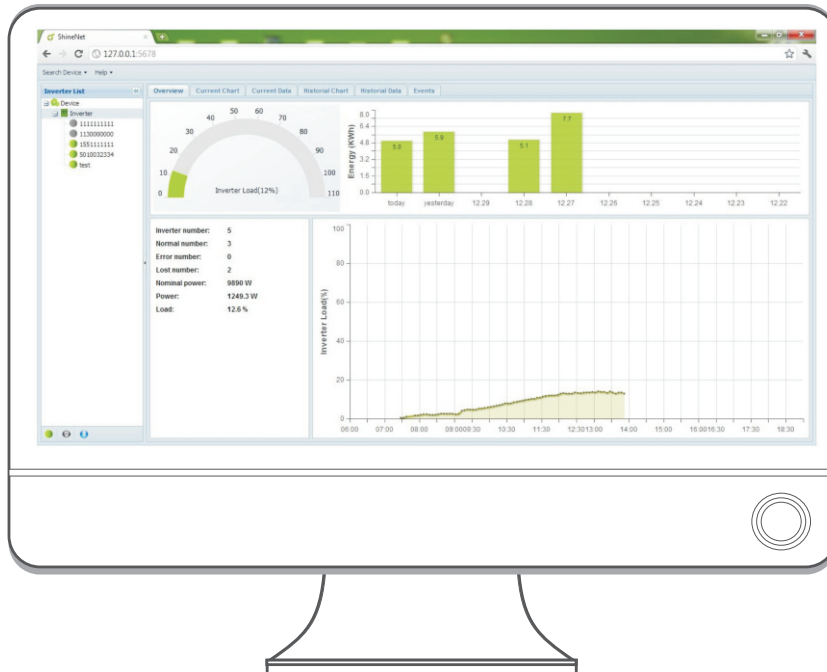 ShineNet
127.0.0.1:5678
Search Device Help
Inverter List
Device
Inverter
1111111111
1130000000
1551111111
5010032334
test
Overview Current Chart Current Data Historial Chart Historial Data Events
0 10 20 30 40 50 60 70 80 90 100 110
Inverter Load(12%)
Energy (KWh)
8.0
6.4
4.8
3.2
1.6
0.0
5.9
5.1
7.7
today yesterday 12.29 12.28 12.27 12.26 12.25 12.24 12.23 12.22
Inverter number: 5
Normal number: 3
Error number: 0
Lost number: 2
Nominal power: 9890 W
Power: 1249.3 W
Load: 12.6 %
Inverter Load(%)
100
80
60
40
20
0
06:00 07:00 08:00 09:0009:30 10:30 11:30 12:3013:00 14:00 15:00 16:0016:30 17:30 18:30